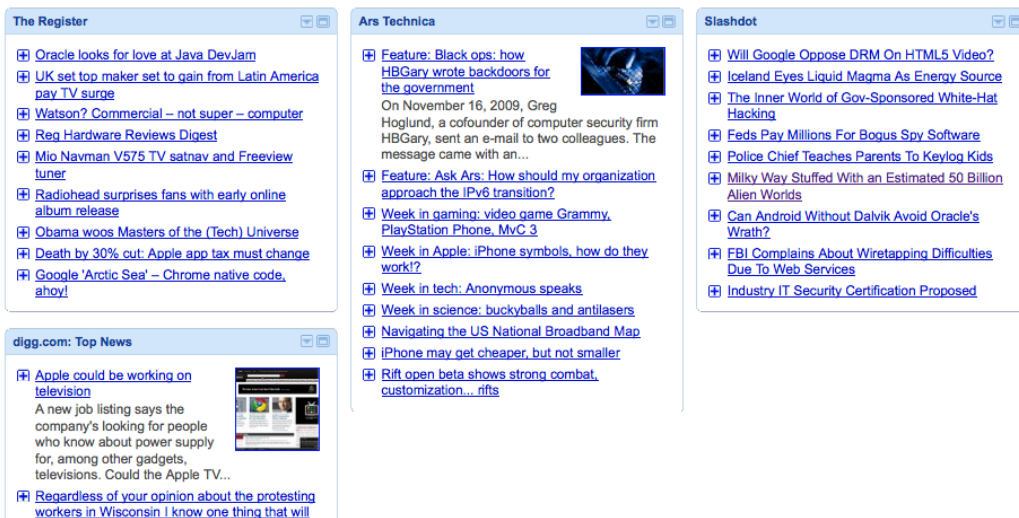 The Register
Oracle looks for love at Java DevJam
UK set top maker set to gain from Latin America
pay TV surge
Watson? Commercial – not super – computer
Reg Hardware Reviews Digest
Mio Navman V575 TV satnav and Freeview
tuner
Radiohead surprises fans with early online
album release
Obama woos Masters of the (Tech) Universe
Death by 30% cut: Apple app tax must change
Google 'Arctic Sea' – Chrome native code,
ahoy!
digg.com: Top News
Apple could be working on
television
A new job listing says the
company's looking for people
who know about power supply
for, among other gadgets,
televisions. Could the Apple TV...
Regardless of your opinion about the protesting
workers in Wisconsin I know one thing that will
Ars Technica
Feature: Black ops: how
HBGary wrote backdoors for
the government
On November 16, 2009, Greg
Hoglund, a cofounder of computer security firm
HBGary, sent an e-mail to two colleagues. The
message came with an...
Feature: Ask Ars: How should my organization
approach the IPv6 transition?
Week in gaming: video game Grammy,
PlayStation Phone, MvC 3
Week in Apple: iPhone symbols, how do they
work!?
Week in tech: Anonymous speaks
Week in science: buckyballs and antilasers
Navigating the US National Broadband Map
iPhone may get cheaper, but not smaller
Rift open beta shows strong combat,
customization... rifts
Slashdot
Will Google Oppose DRM On HTML5 Video?
Iceland Eyes Liquid Magma As Energy Source
The Inner World of Gov-Sponsored White-Hat
Hacking
Feds Pay Millions For Bogus Spy Software
Police Chief Teaches Parents To Keylog Kids
Milky Way Stuffed With an Estimated 50 Billion
Alien Worlds
Can Android Without Dalvik Avoid Oracle's
Wrath?
FBI Complains About Wiretapping Difficulties
Due To Web Services
Industry IT Security Certification Proposed